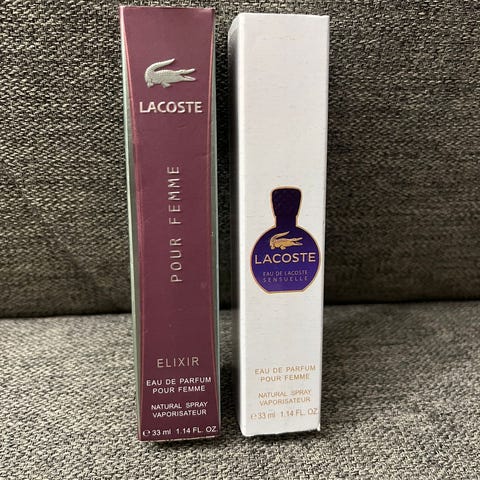 LACOSTE
POUR FEMME
ELIXIR
EAU DE PARFUM
POUR FEMME
NATURAL SPRAY
VAPORISATEUR
℮ 33 ml 1.14 FL. OZ.
LACOSTE
EAU DE LACOSTE
SENSUELLE
EAU DE PARFUM
POUR FEMME
NATURAL SPRAY
VAPORISATEUR
℮ 33 ml 1.14 FL. OZ.